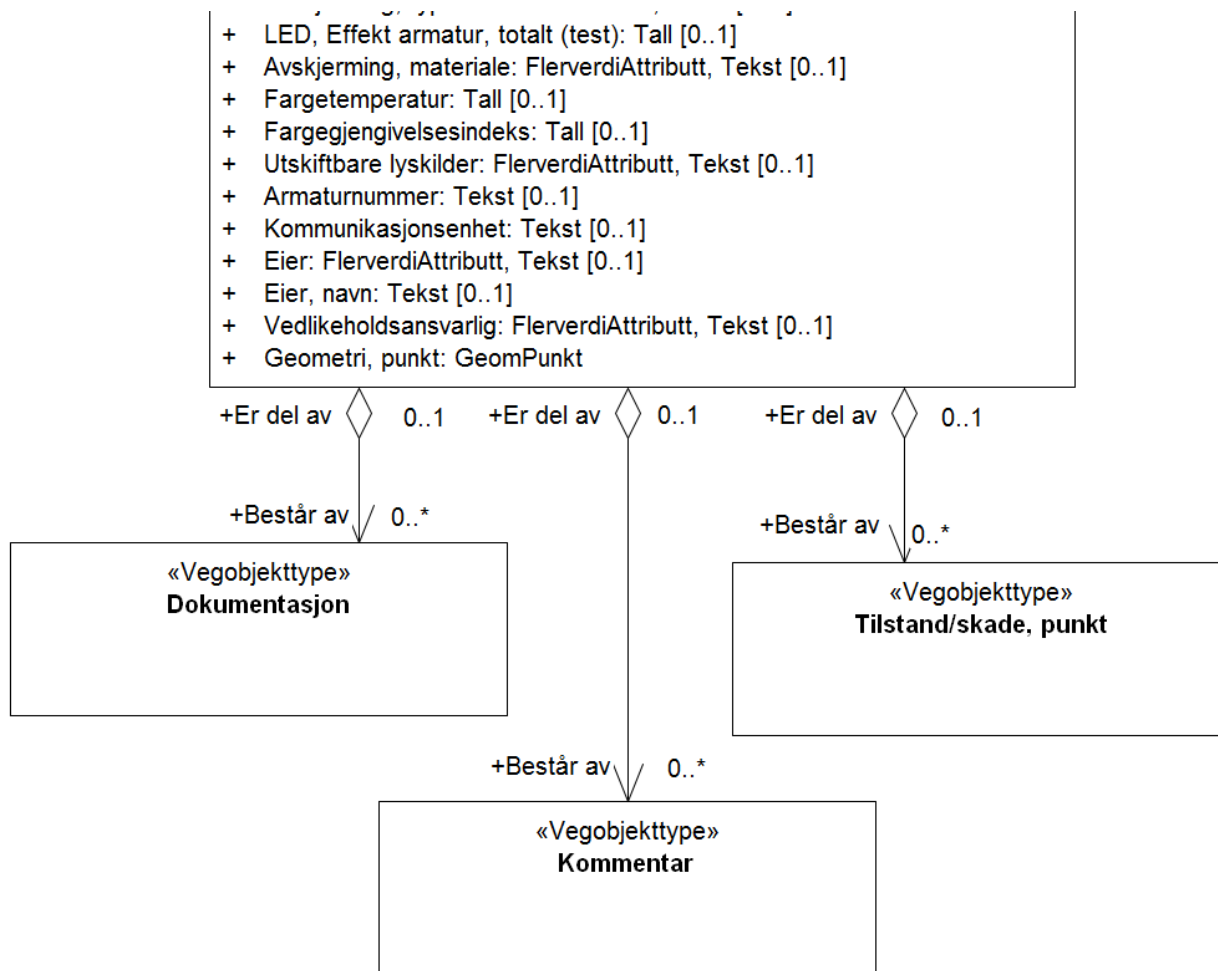 + LED, Effekt armatur, totalt (test): Tall [0..1]
+ Avskjerming, materiale: FlerverdiAttributt, Tekst [0..1]
+ Fargetemperatur: Tall [0..1]
+ Fargegjengivelsesindeks: Tall [0..1]
+ Utskiftbare lyskilder: FlerverdiAttributt, Tekst [0..1]
+ Armaturnummer: Tekst [0..1]
+ Kommunikasjonsenhet: Tekst [0..1]
+ Eier: FlerverdiAttributt, Tekst [0..1]
+ Eier, navn: Tekst [0..1]
+ Vedlikeholdsansvarlig: FlerverdiAttributt, Tekst [0..1]
+ Geometri, punkt: GeomPunkt
+Er del av 0..1 +Er del av 0..1 +Er del av 0..1
+Består av 0..*
+Består av 0..*
«Vegobjekttype»
Dokumentasjon
«Vegobjekttype»
Tilstand/skade, punkt
+Består av 0..*
«Vegobjekttype»
Kommentar